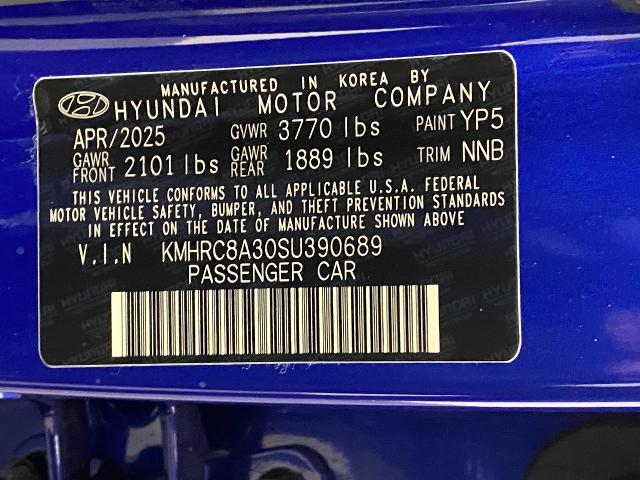 MANUFACTURED IN KOREA BY
HYUNDAI MOTOR COMPANY
APR/2025 GVWR 3770 lbs PAINT YP5
GAWR FRONT 2101 lbs GAWR REAR 1889 lbs TRIM NNB
THIS VEHICLE CONFORMS TO ALL APPLICABLE U.S.A. FEDERAL
MOTOR VEHICLE SAFETY, BUMPER, AND THEFT PREVENTION STANDARDS
IN EFFECT ON THE DATE OF MANUFACTURE SHOWN ABOVE
V.I.N KMHRC8A30SU390689
PASSENGER CAR